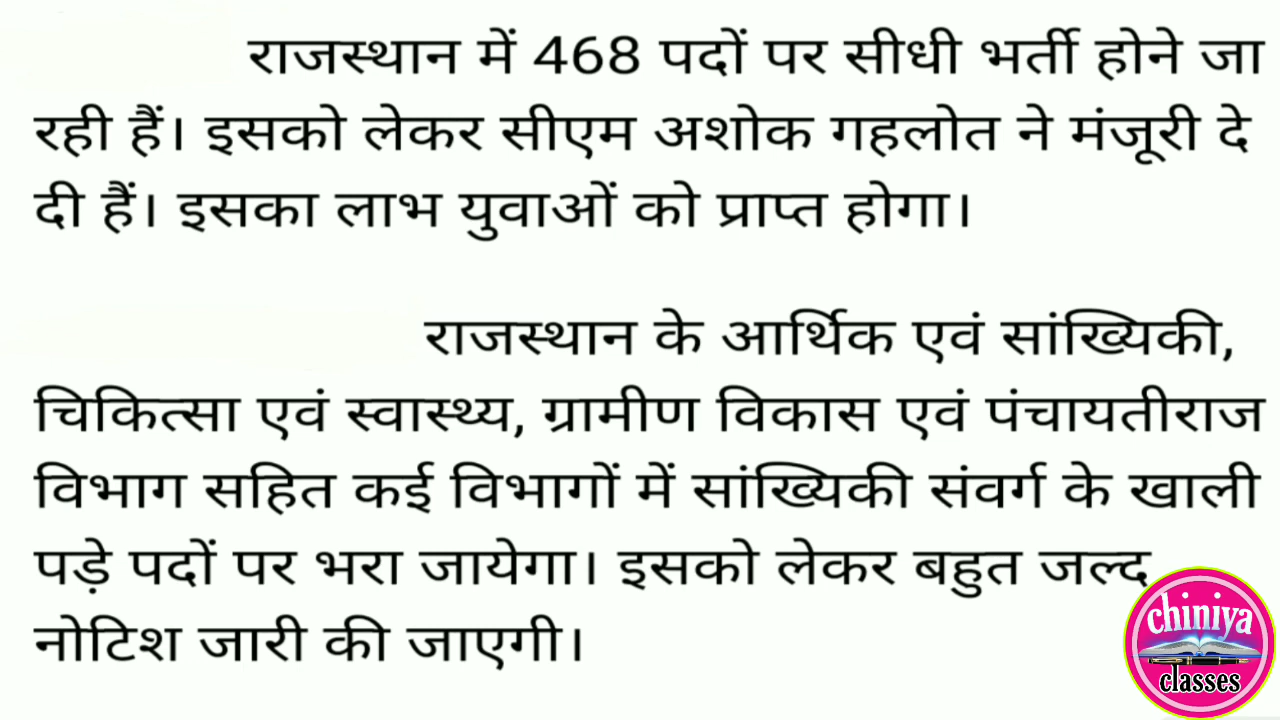 राजस्थान में 468 पदों पर सीधी भर्ती होने जा
रही हैं। इसको लेकर सीएम अशोक गहलोत ने मंजूरी दे
दी हैं। इसका लाभ युवाओं को प्राप्त होगा।
राजस्थान के आर्थिक एवं सांख्यिकी,
चिकित्सा एवं स्वास्थ्य, ग्रामीण विकास एवं पंचायतीराज
विभाग सहित कई विभागों में सांख्यिकी संवर्ग के खाली
पड़े पदों पर भरा जायेगा। इसको लेकर बहुत जल्द
नोटिश जारी की जाएगी।
chiniya
classes